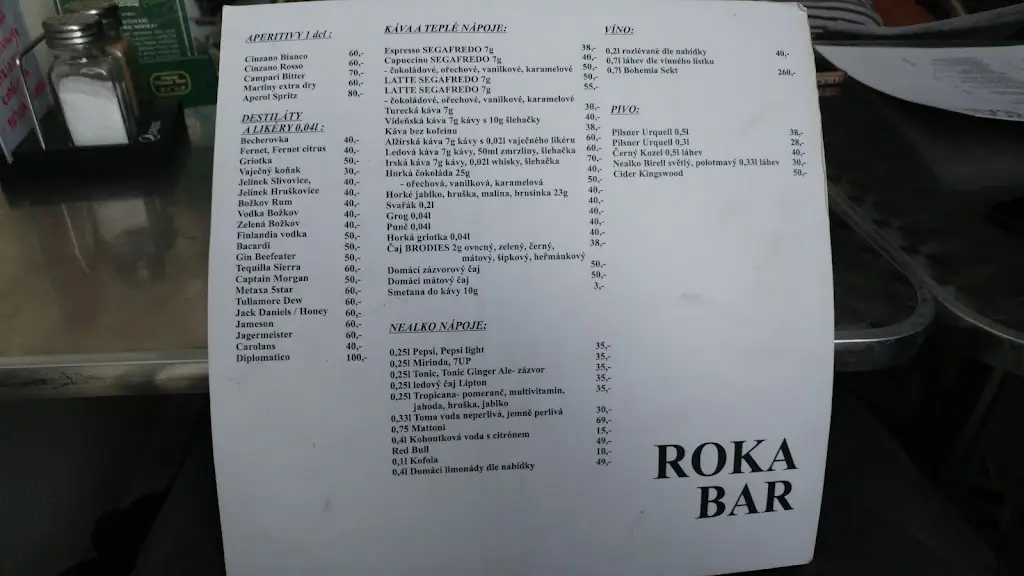 APERITIVY 1 dcl :
Cinzano Bianco 60,-
Cinzano Rosso 60,-
Campari Bitter 70,-
Martiny extra dry 60,-
Aperol Spritz 80,-
DESTILÁTY
A LIKÉRY 0,04l :
Becherovka 40,-
Fernet, Fernet citrus 40,-
Griotka 50,-
Vaječný koňak 30,-
Jelínek Slivovice, 40,-
Jelínek Hruškovice 40,-
Božkov Rum 40,-
Vodka Božkov 40,-
Zelená Božkov 40,-
Finlandia vodka 50,-
Bacardi 50,-
Gin Beefeater 50,-
Tequilla Sierra 60,-
Captain Morgan 50,-
Metaxa 5star 60,-
Tullamore Dew 60,-
Jack Daniels / Honey 60,-
Jameson 60,-
Jagermeister 60,-
Carolans 40,-
Diplomatico 100,-
KÁVA A TEPLÉ NÁPOJE:
Espresso SEGAFREDO 7g 38,-
Capuccino SEGAFREDO 7g 40,-
- čokoládové, ořechové, vanilkové, karamelové 50,-
LATTE SEGAFREDO 7g 50,-
LATTE SEGAFREDO 7g 55,-
- čokoládové, ořechové, vanilkové, karamelové
Turecká káva 7g 30,-
Vídeňská káva 7g kávy s 10g šlehačky 40,-
Káva bez kofeinu 38,-
Alžírská káva 7g kávy s 0,02l vaječného likéru 60,-
Ledová káva 7g kávy, 50ml zmrzliny, šlehačka 60,-
Irská káva 7g kávy, 0,02l whisky, šlehačka 70,-
Horká čokoláda 25g 40,-
- ořechová, vanilková, karamelová 50,-
Horké jablko, hruška, malina, brusinka 23g 40,-
Svařák 0,2l 40,-
Grog 0,04l 40,-
Punč 0,04l 40,-
Horká griotka 0,04l 40,-
Čaj BRODIES 2g ovocný, zelený, černý, 38,-
mátový, šípkový, heřmánkový
Domácí zázvorový čaj 50,-
Domácí mátový čaj 50,-
Smetana do kávy 10g 3,-
NEALKO NÁPOJE:
0,25l Pepsi, Pepsi light 35,-
0,25l Mirinda, 7UP 35,-
0,25l Tonic, Tonic Ginger Ale- zázvor 35,-
0,25l ledový čaj Lipton 35,-
0,25l Tropicana- pomeranč, multivitamin, 35,-
jahoda, hruška, jablko
0,33l Toma voda neperlivá, jemně perlivá 30,-
0,75 Mattoni 69,-
0,4l Kohoutková voda s citrónem 15,-
Red Bull 49,-
0,1l Kofola 10,-
0,4l Domácí limonády dle nabídky 49,-
VÍNO:
0,2l rozlévané dle nabídky 40,-
0,7l láhev dle vinného lístku
0,7l Bohemia Sekt 260,-
PIVO:
Pilsner Urquell 0,5l 38,-
Pilsner Urquell 0,3l 28,-
Černý Kozel 0,5l láhev 40,-
Nealko Birell světlý, polotmavý 0,33l láhev 30,-
Cider Kingswood 50,-
ROKA
BAR